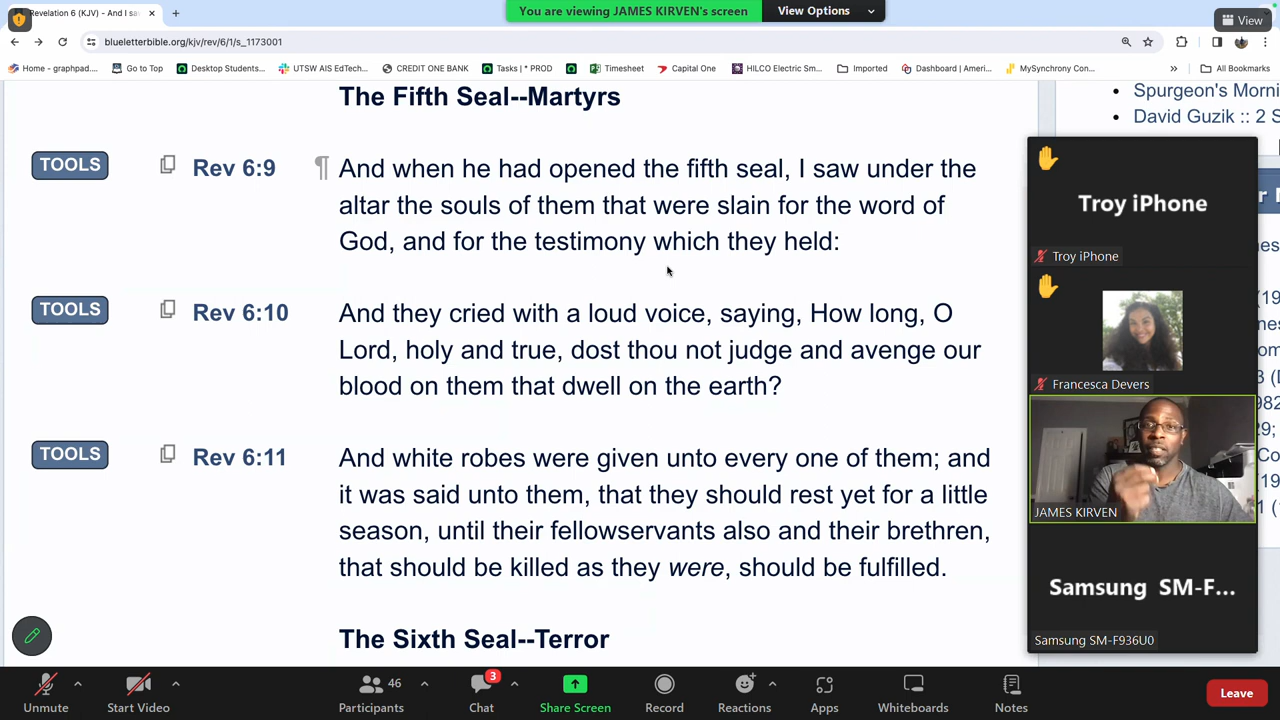 Revelation 6 (KJV) - And I sa
You are viewing JAMES KIRVEN's screen
View Options
View
blueletterbible.org/kjv/rev/6/1/s_1173001
Home - graphpad....
Go to Top
Desktop Students...
UTSW AIS EdTech...
CREDIT ONE BANK
Tasks | * PROD
Timesheet
Capital One
HILCO Electric Sm...
Imported
Dashboard | Ameri...
MySynchrony Con...
»
All Bookmarks
The Fifth Seal--Martyrs
TOOLS
Rev 6:9
¶ And when he had opened the fifth seal, I saw under the
altar the souls of them that were slain for the word of
God, and for the testimony which they held:
TOOLS
Rev 6:10
And they cried with a loud voice, saying, How long, O
Lord, holy and true, dost thou not judge and avenge our
blood on them that dwell on the earth?
TOOLS
Rev 6:11
And white robes were given unto every one of them; and
it was said unto them, that they should rest yet for a little
season, until their fellowservants also and their brethren,
that should be killed as they were, should be fulfilled.
The Sixth Seal--Terror
• Spurgeon's Morni
• David Guzik :: 2 S
Troy iPhone
Troy iPhone
Francesca Devers
JAMES KIRVEN
Samsung SM-F...
Samsung SM-F936U0
Unmute
Start Video
46
Participants
3
Chat
Share Screen
Record
Reactions
Apps
Whiteboards
Notes
Leave